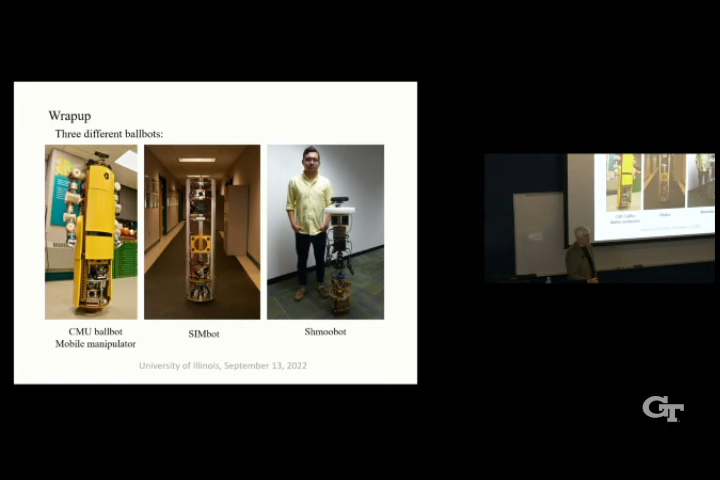 Wrapup
Three different ballbots:
CMU ballbot
Mobile manipulator
SIMbot
Shmoobot
University of Illinois, September 13, 2022
GT